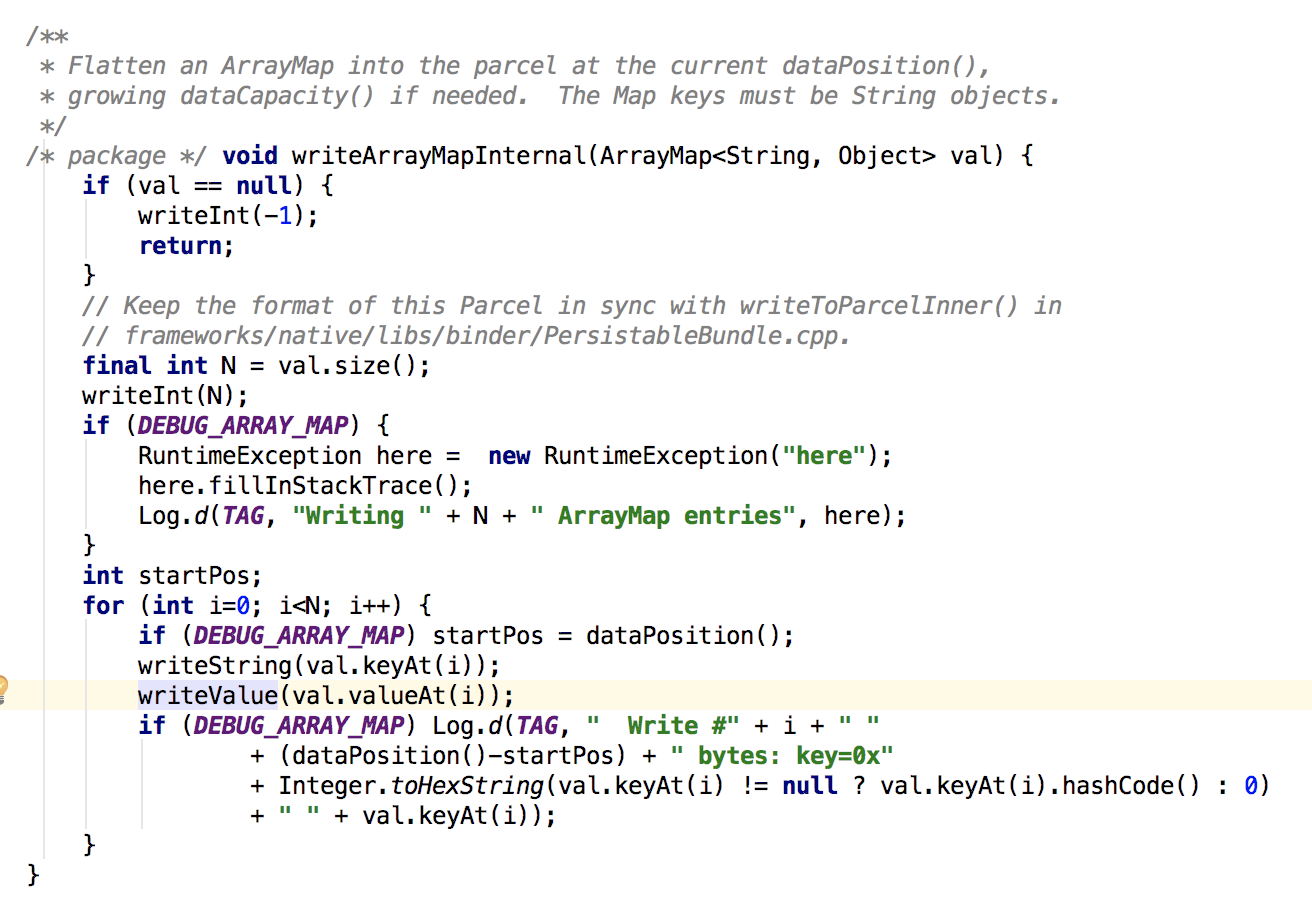 /**
 * Flatten an ArrayMap into the parcel at the current dataPosition(),
 * growing dataCapacity() if needed.  The Map keys must be String objects.
 */
/* package */ void writeArrayMapInternal(ArrayMap<String, Object> val) {
    if (val == null) {
        writeInt(-1);
        return;
    }
    // Keep the format of this Parcel in sync with writeToParcelInner() in
    // frameworks/native/libs/binder/PersistableBundle.cpp.
    final int N = val.size();
    writeInt(N);
    if (DEBUG_ARRAY_MAP) {
        RuntimeException here =  new RuntimeException("here");
        here.fillInStackTrace();
        Log.d(TAG, "Writing " + N + " ArrayMap entries", here);
    }
    int startPos;
    for (int i=0; i<N; i++) {
        if (DEBUG_ARRAY_MAP) startPos = dataPosition();
        writeString(val.keyAt(i));
        writeValue(val.valueAt(i));
        if (DEBUG_ARRAY_MAP) Log.d(TAG, "  Write #" + i + " "
                + (dataPosition()-startPos) + " bytes: key=0x"
                + Integer.toHexString(val.keyAt(i) != null ? val.keyAt(i).hashCode() : 0)
                + " " + val.keyAt(i));
    }
}